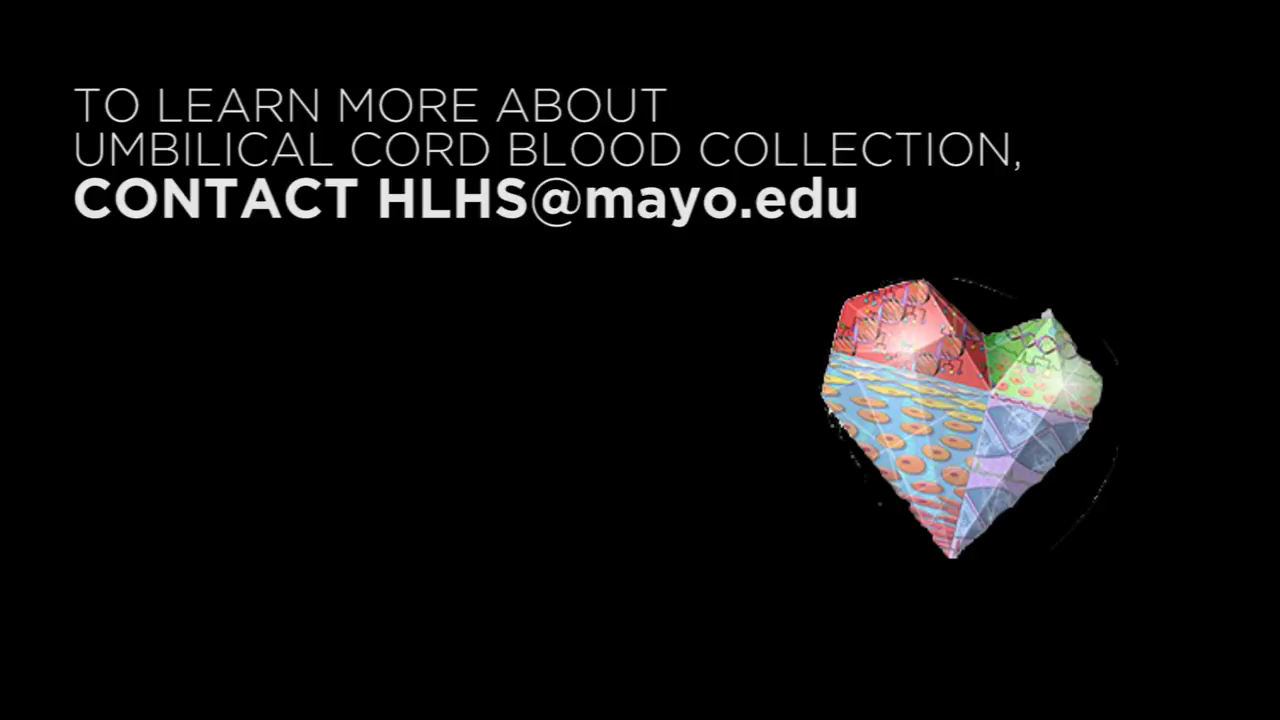 TO LEARN MORE ABOUT
UMBILICAL CORD BLOOD COLLECTION,
CONTACT HLHS@mayo.edu